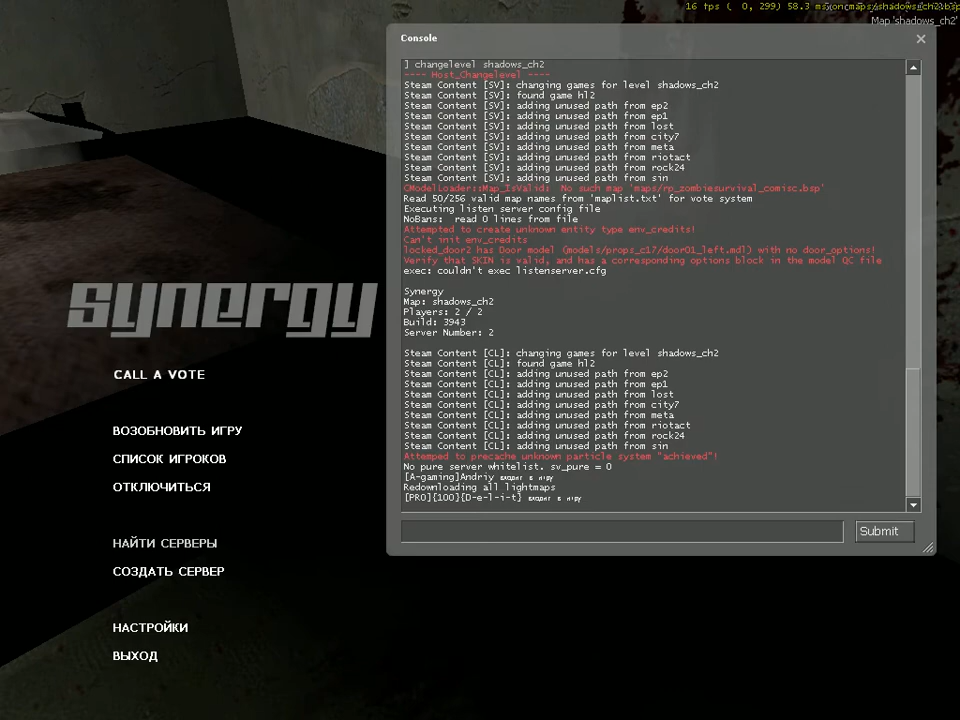 16 fps ( 0, 299) 58.3 ms on maps/shadows_ch2.bsp
Map 'shadows_ch2'
Console
] changelevel shadows_ch2
---- Host_Changelevel ----
Steam Content [SV]: changing games for level shadows_ch2
Steam Content [SV]: found game hl2
Steam Content [SV]: adding unused path from ep2
Steam Content [SV]: adding unused path from ep1
Steam Content [SV]: adding unused path from lost
Steam Content [SV]: adding unused path from city7
Steam Content [SV]: adding unused path from meta
Steam Content [SV]: adding unused path from riotact
Steam Content [SV]: adding unused path from rock24
Steam Content [SV]: adding unused path from sin
CModelLoader::Map_IsValid: No such map 'maps/rp_zombiesurvival_comisc.bsp'
Read 50/256 valid map names from 'maplist.txt' for vote system
Executing listen server config file
NoBans: read 0 lines from file
Attempted to create unknown entity type env_credits!
Can't init env_credits
locked_door2 has Door model (models/props_c17/door01_left.mdl) with no door_options!
Verify that SKIN is valid, and has a corresponding options block in the model QC file
exec: couldn't exec listenserver.cfg
Synergy
Map: shadows_ch2
Players: 2 / 2
Build: 3943
Server Number: 2
Steam Content [CL]: changing games for level shadows_ch2
Steam Content [CL]: found game hl2
Steam Content [CL]: adding unused path from ep2
Steam Content [CL]: adding unused path from ep1
Steam Content [CL]: adding unused path from lost
Steam Content [CL]: adding unused path from city7
Steam Content [CL]: adding unused path from meta
Steam Content [CL]: adding unused path from riotact
Steam Content [CL]: adding unused path from rock24
Steam Content [CL]: adding unused path from sin
Attemped to precache unknown particle system "achieved"!
No pure server whitelist. sv_pure = 0
[A-gaming]Andriy входит в игру
Redownloading all lightmaps
[PRO]{100}{D-e-l-i-t} входит в игру
Submit
synergy
CALL A VOTE
ВОЗОБНОВИТЬ ИГРУ
СПИСОК ИГРОКОВ
ОТКЛЮЧИТЬСЯ
НАЙТИ СЕРВЕРЫ
СОЗДАТЬ СЕРВЕР
НАСТРОЙКИ
ВЫХОД